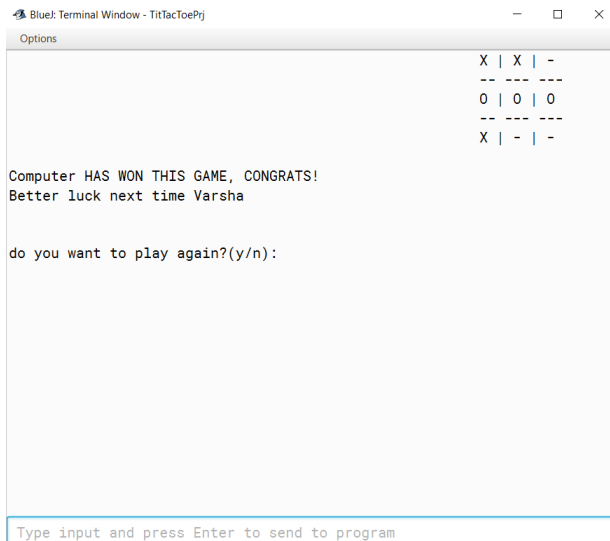 BlueJ: Terminal Window - TitTacToePrj
Options
X | X | -
-- --- ---
O | O | O
-- --- ---
X | - | -
Computer HAS WON THIS GAME, CONGRATS!
Better luck next time Varsha
do you want to play again?(y/n):
Type input and press Enter to send to program